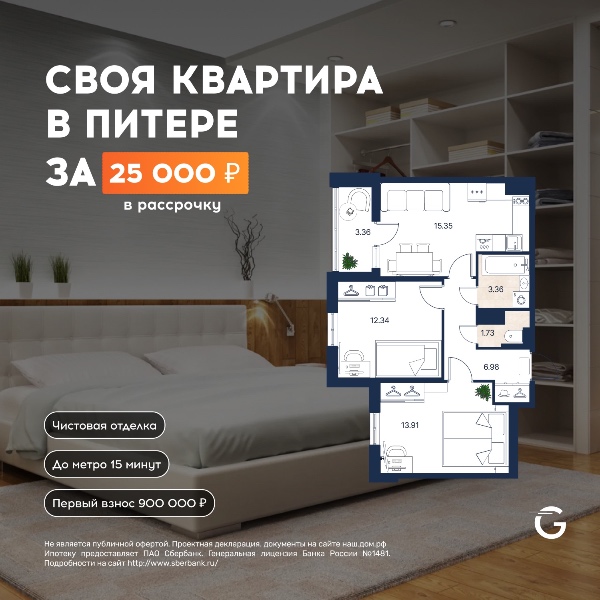 СВОЯ КВАРТИРА
В ПИТЕРЕ
ЗА 25 000 ₽
в рассрочку
3.36
15.35
3.36
12.34
1.73
6.98
13.91
Чистовая отделка
До метро 15 минут
Первый взнос 900 000 ₽
G
Не является публичной офертой. Проектная декларация, документы на сайте наш.дом.рф.
Ипотеку предоставляет ПАО Сбербанк. Генеральная лицензия Банка России №1481.
Подробности на сайт http://www.sberbank.ru/